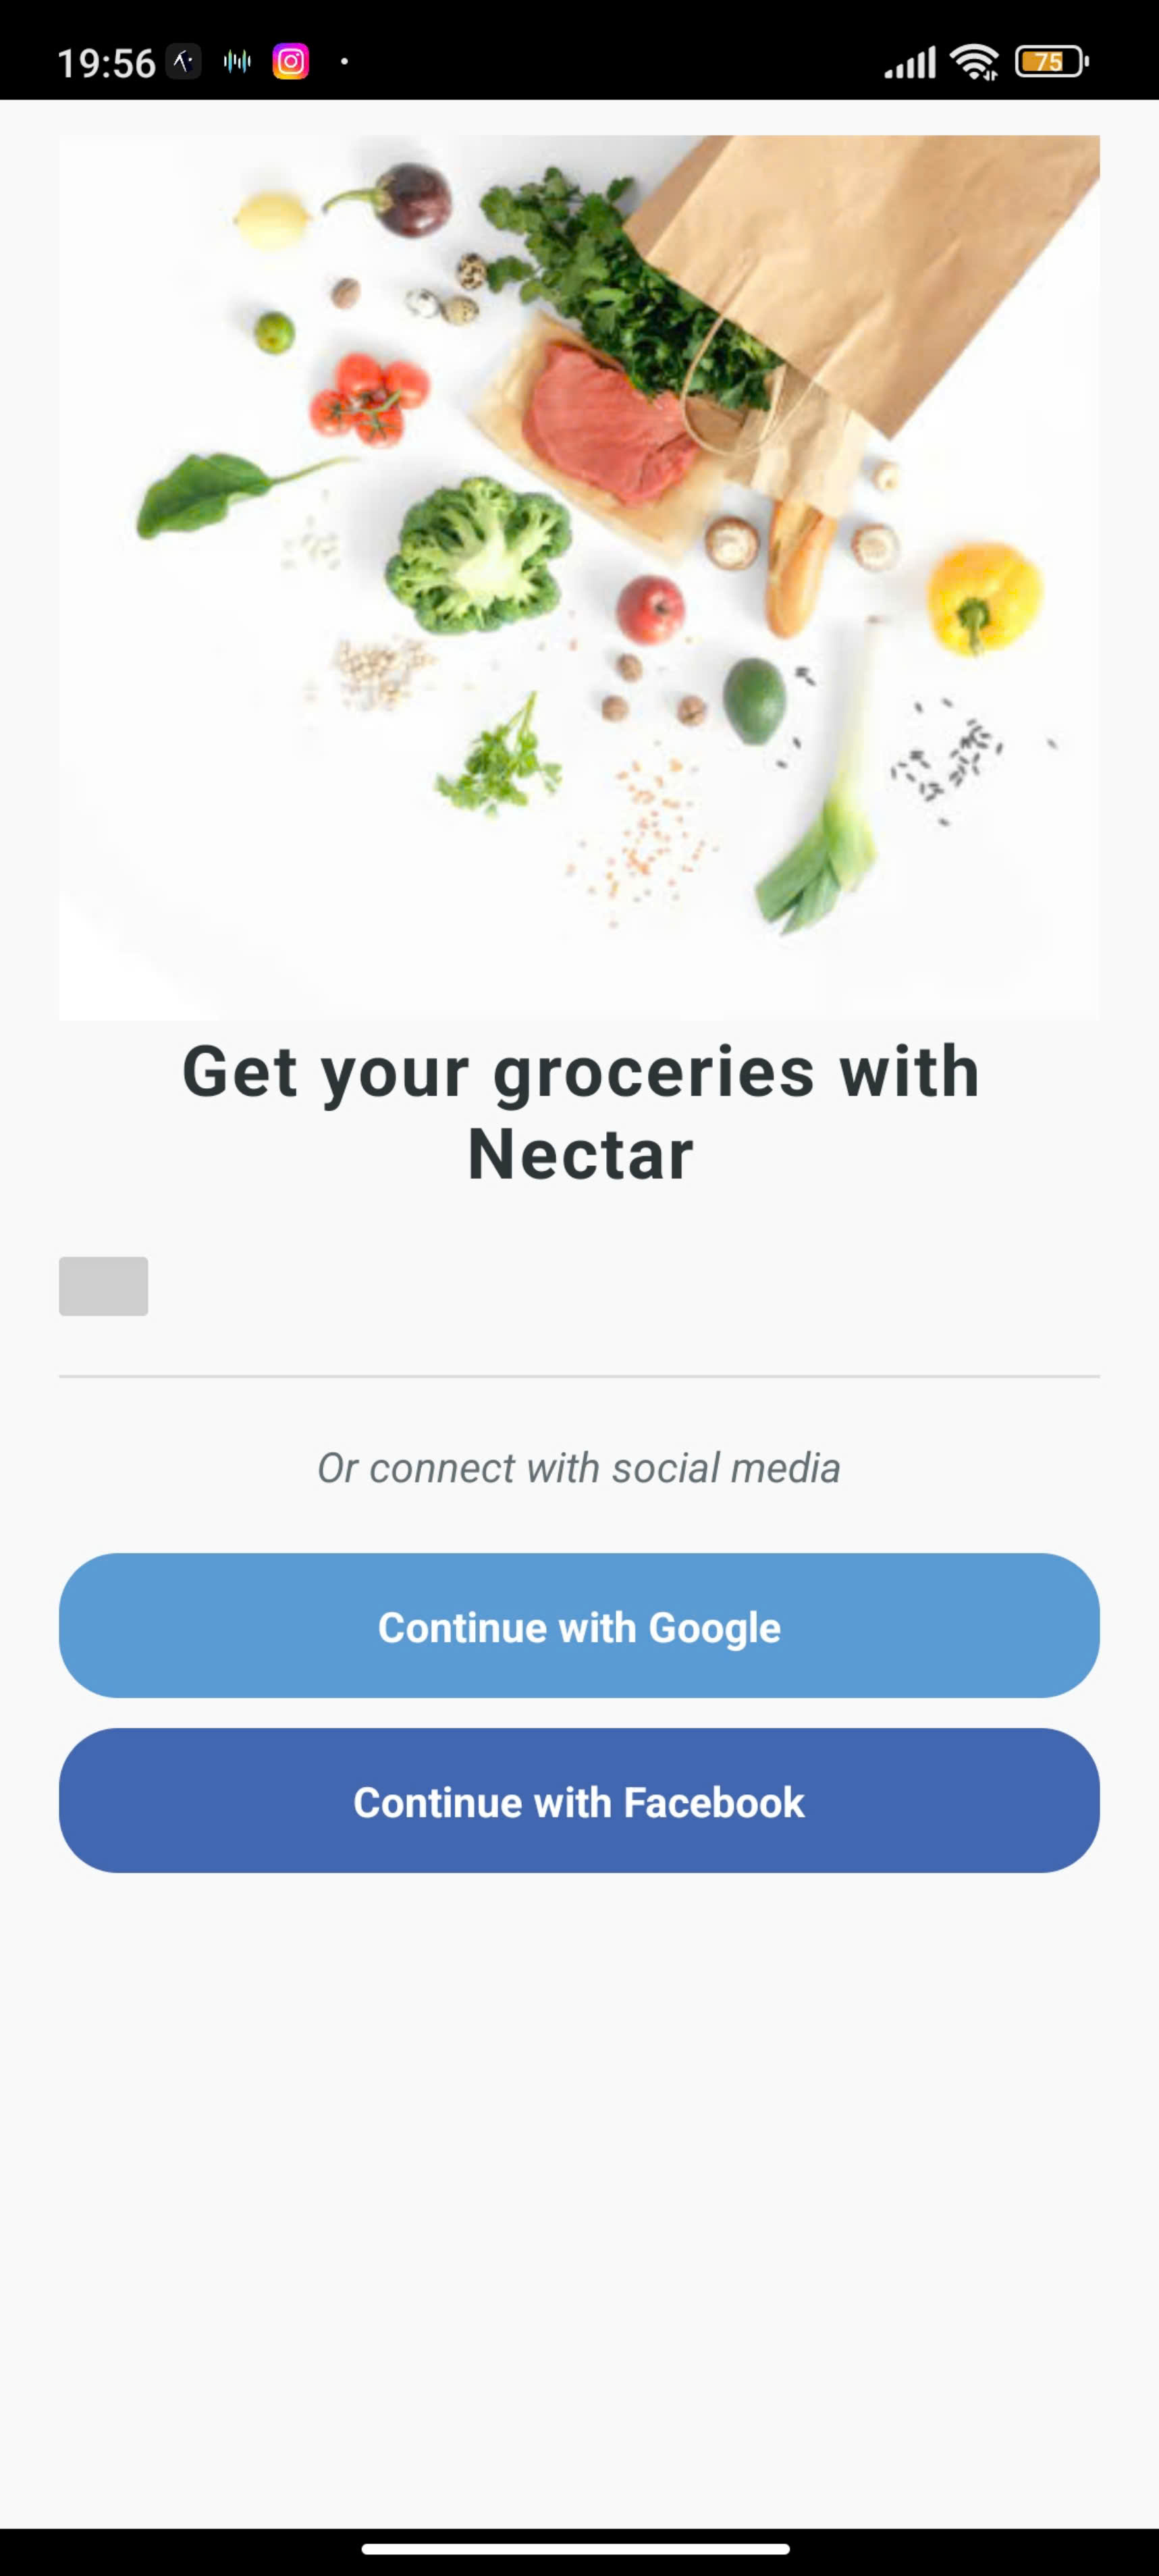 19:56
75
Get your groceries with
Nectar
Or connect with social media
Continue with Google
Continue with Facebook